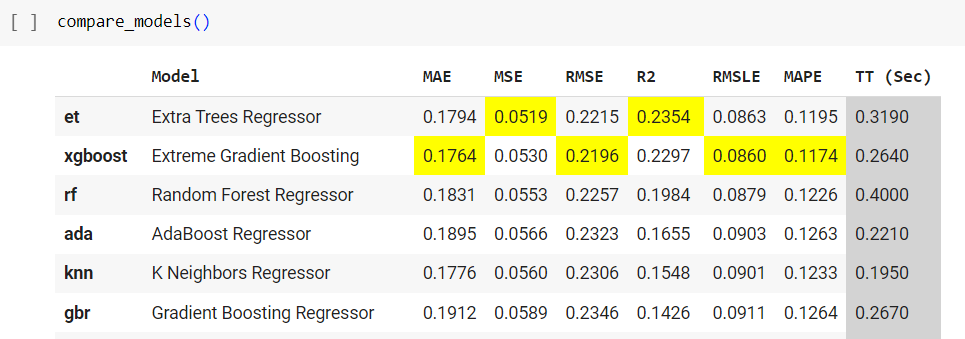 [ ] compare_models()
Model MAE MSE RMSE R2 RMSLE MAPE TT (Sec)
et Extra Trees Regressor 0.1794 0.0519 0.2215 0.2354 0.0863 0.1195 0.3190
xgboost Extreme Gradient Boosting 0.1764 0.0530 0.2196 0.2297 0.0860 0.1174 0.2640
rf Random Forest Regressor 0.1831 0.0553 0.2257 0.1984 0.0879 0.1226 0.4000
ada AdaBoost Regressor 0.1895 0.0566 0.2323 0.1655 0.0903 0.1263 0.2210
knn K Neighbors Regressor 0.1776 0.0560 0.2306 0.1548 0.0901 0.1233 0.1950
gbr Gradient Boosting Regressor 0.1912 0.0589 0.2346 0.1426 0.0911 0.1264 0.2670